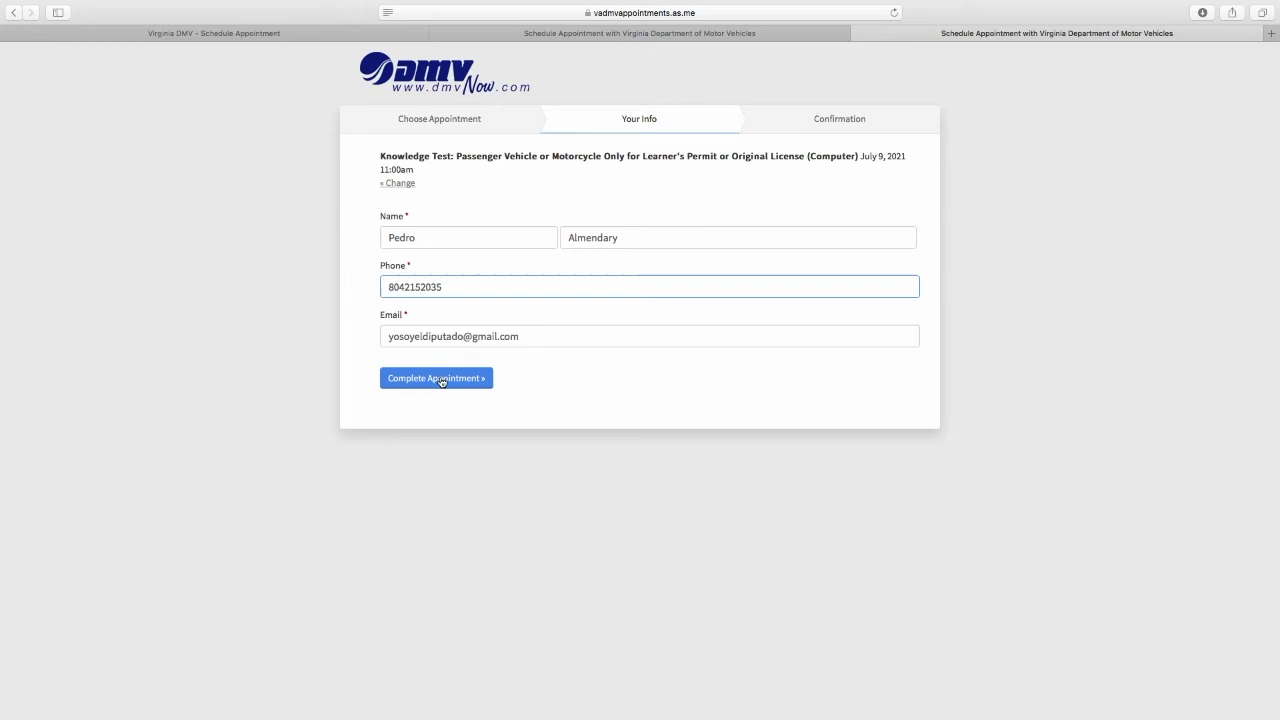 vadmvappointments.as.me
Virginia DMV - Schedule Appointment
Schedule Appointment with Virginia Department of Motor Vehicles
Schedule Appointment with Virginia Department of Motor Vehicles
DMV
www.dmvNow.com
Choose Appointment
Your Info
Confirmation
Knowledge Test: Passenger Vehicle or Motorcycle Only for Learner's Permit or Original License (Computer) July 9, 2021
11:00am
« Change
Name *
Pedro Almendary
Phone *
8042152035
Email *
yosoyeldiputado@gmail.com
Complete Appointment »